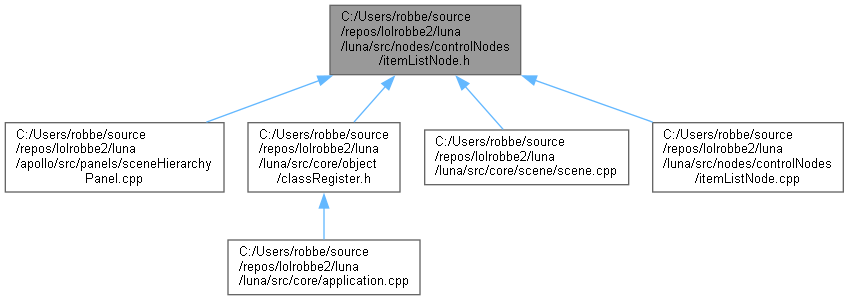 C:/Users/robbe/source
/repos/lolrobbe2/luna
/luna/src/nodes/controlNodes
/itemListNode.h
C:/Users/robbe/source
/repos/lolrobbe2/luna
/apollo/src/panels/sceneHierarchy
Panel.cpp
C:/Users/robbe/source
/repos/lolrobbe2/luna
/luna/src/core/object
/classRegister.h
C:/Users/robbe/source
/repos/lolrobbe2/luna
/luna/src/core/scene/scene.cpp
C:/Users/robbe/source
/repos/lolrobbe2/luna
/luna/src/nodes/controlNodes
/itemListNode.cpp
C:/Users/robbe/source
/repos/lolrobbe2/luna
/luna/src/core/application.cpp